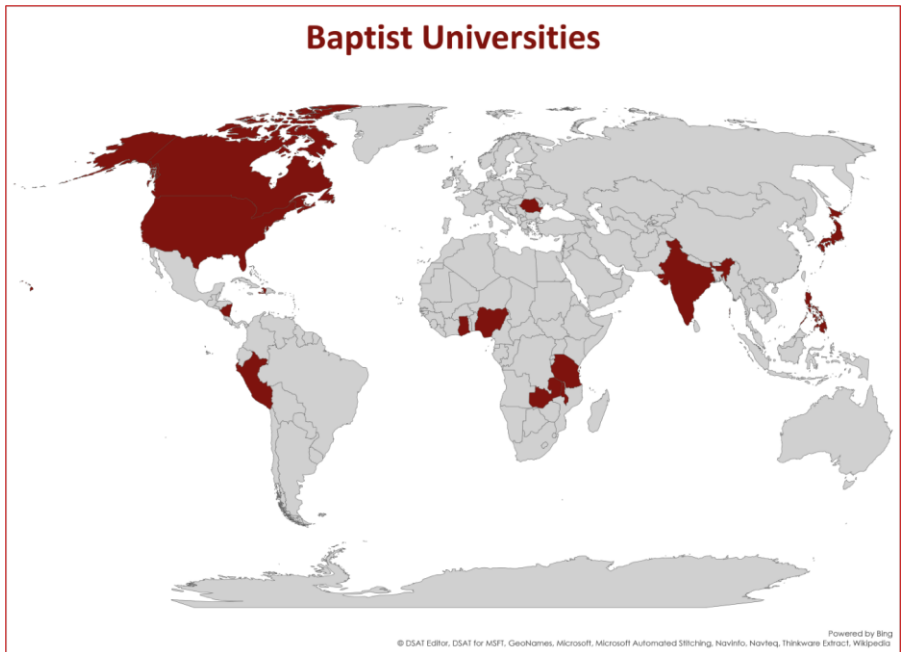 Baptist Universities
Powered by Bing
© DSAT Editor, DSAT for MSFT, GeoNames, Microsoft, Microsoft Automated Stitching, Navinfo, Navteq, Thinkware Extract, Wikipedia